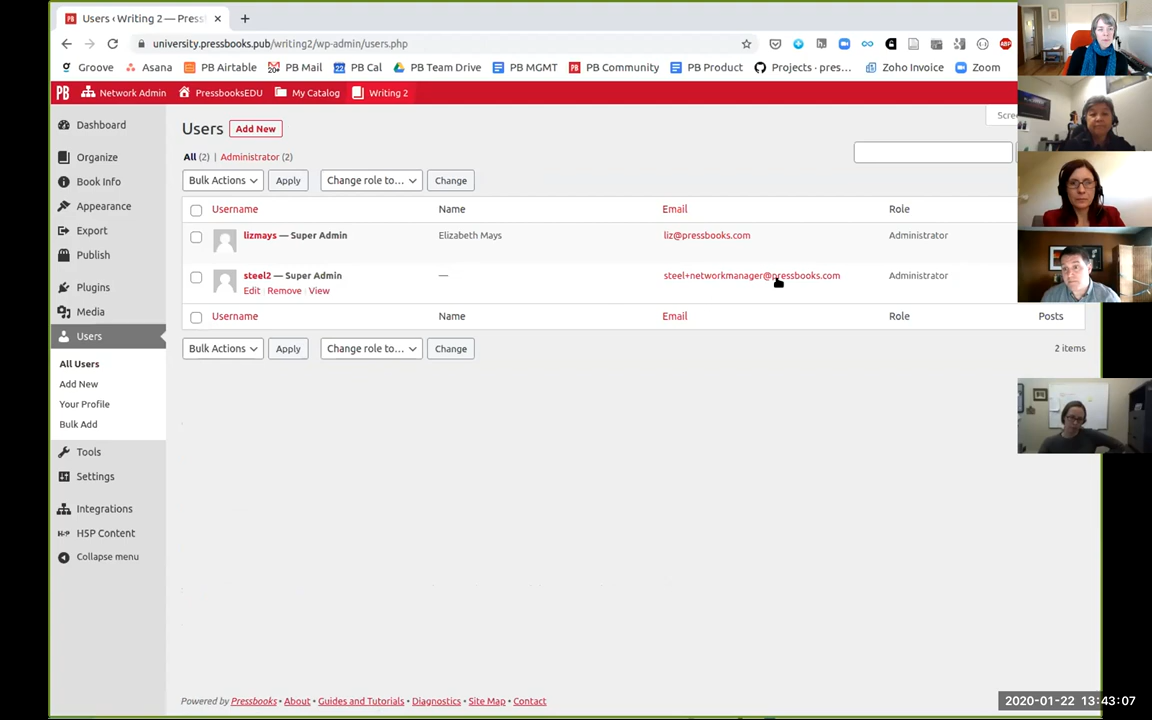 Users ‹ Writing 2 — Press
university.pressbooks.pub/writing2/wp-admin/users.php
Groove Asana PB Airtable PB Mail PB Cal PB Team Drive PB MGMT PB Community PB Product Projects · pres... Zoho Invoice Zoom
Network Admin PressbooksEDU My Catalog Writing 2
Dashboard
Organize
Book Info
Appearance
Export
Publish
Plugins
Media
Users
All Users
Add New
Your Profile
Bulk Add
Tools
Settings
Integrations
H5P Content
Collapse menu
Users Add New
All (2) | Administrator (2)
Bulk Actions Apply Change role to... Change
Username Name Email Role
lizmays — Super Admin Elizabeth Mays liz@pressbooks.com Administrator
steel2 — Super Admin — steel+networkmanager@pressbooks.com Administrator
Edit | Remove | View
Username Name Email Role Posts
Bulk Actions Apply Change role to... Change 2 items
Powered by Pressbooks • About • Guides and Tutorials • Diagnostics • Site Map • Contact
2020-01-22 13:43:07